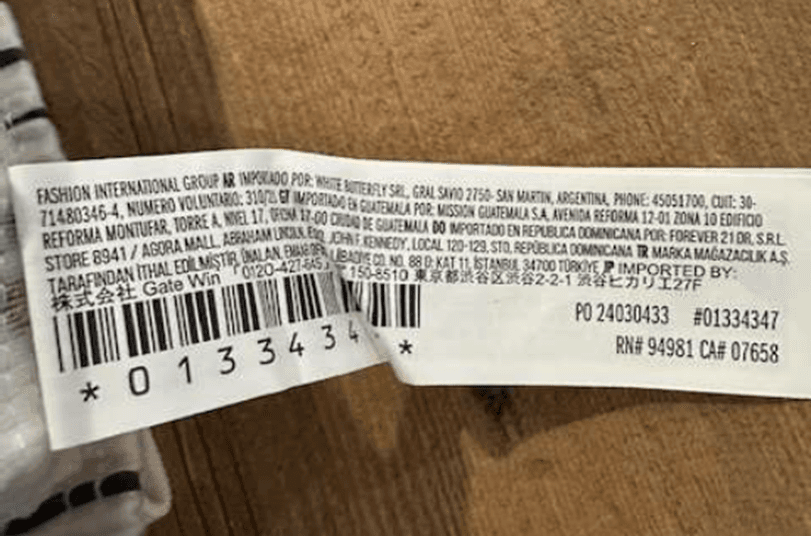 FASHION INTERNATIONAL GROUP AR IMPORTADO POR: WHITE BUTTERFLY SRL, GRAL SAVIO 2750- SAN MARTIN, ARGENTINA, PHONE: 45051700, CUIT: 30-
71480346-4, NUMERO VOLUNTARIO: 310/2 GT IMPORTADO EN GUATEMALA POR: MISSION GUATEMALA S.A, AVENIDA REFORMA 12-01 ZONA 10 EDIFICIO
REFORMA MONTUFAR, TORRE A, NIVEL 17, OFICINA 17-00 CIUDAD DE GUATEMALA DO IMPORTADO EN REPUBLICA DOMINICANA POR: FOREVER 21 DR, S.R.L
STORE 8941 / AGORA MALL, ABRAHAM LINCOLN, ESQ. JOHN F. KENNEDY, LOCAL 120-129, STO, REPÚBLICA DOMINICANA TR MARKA MAGAZACILIK A.Ş.
TARAFINDAN İTHAL EDİLMİŞTİR, ÜNALAN, LIBADIYE CD. NO. 88 D: KAT 11, İSTANBUL 34700 TÜRKİYE JP IMPORTED BY:
株式会社 Gate Win 0120-427-645 150-8510 東京都渋谷区渋谷2-2-1 渋谷ヒカリエ27F
PO 24030433 #01334347
RN# 94981 CA# 07658
* 0 1 3 3 4 3 4 *